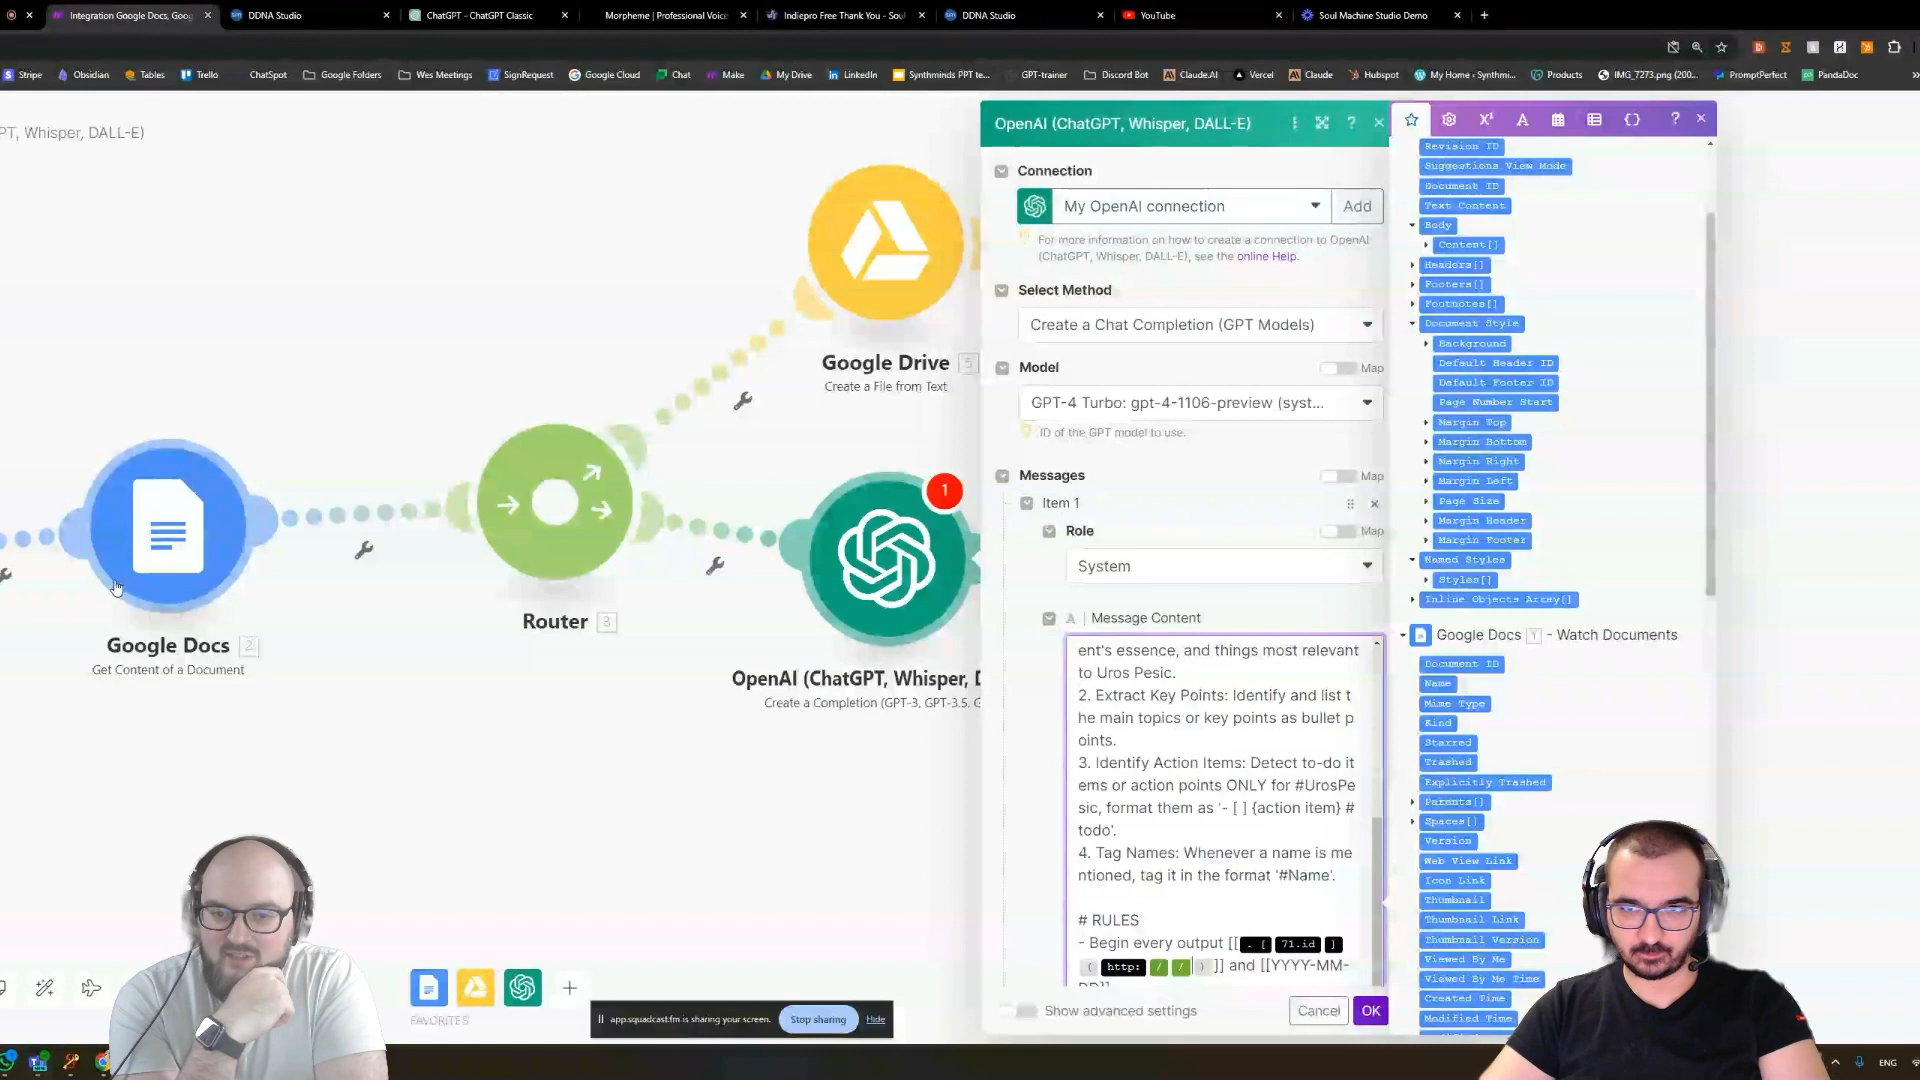 Integration Google Docs, Goog
DDNA Studio
ChatGPT - ChatGPT Classic
Morpheme | Professional Voice
Indiepro Free Thank You - Soul
DDNA Studio
YouTube
Soul Machine Studio Demo
Stripe
Obsidian
Tables
Trello
ChatSpot
Google Folders
Wes Meetings
SignRequest
Google Cloud
Chat
Make
My Drive
LinkedIn
Synthminds PPT te...
GPT-trainer
Discord Bot
Claude.AI
Vercel
Claude
Hubspot
My Home ‹ Synthmi...
Products
IMG_7273.png (200...
PromptPerfect
PandaDoc
PT, Whisper, DALL-E)
Google Drive 5
Create a File from Text
Google Docs 2
Get Content of a Document
Router 3
1
OpenAI (ChatGPT, Whisper, D
Create a Completion (GPT-3, GPT-3.5, G
FAVORITES
app.squadcast.fm is sharing your screen.
Stop sharing
Hide
OpenAI (ChatGPT, Whisper, DALL-E)
Connection
My OpenAI connection
Add
For more information on how to create a connection to OpenAI
(ChatGPT, Whisper, DALL-E), see the online Help.
Select Method
Create a Chat Completion (GPT Models)
Model
Map
GPT-4 Turbo: gpt-4-1106-preview (syst...
ID of the GPT model to use.
Messages
Map
Item 1
Role
Map
System
A | Message Content
ent's essence, and things most relevant
to Uros Pesic.
2. Extract Key Points: Identify and list t
he main topics or key points as bullet p
oints.
3. Identify Action Items: Detect to-do it
ems or action points ONLY for #UrosPe
sic, format them as '- [ ] {action item} #
todo'.
4. Tag Names: Whenever a name is me
ntioned, tag it in the format '#Name'.
# RULES
- Begin every output [[ . [ 71.id ]
( http: / / ) ]] and [[YYYY-MM-
DD]]
Show advanced settings
Cancel
OK
Revision ID
Suggestions View Mode
Document ID
Text Content
Body
Content[]
Headers[]
Footers[]
Footnotes[]
Document Style
Background
Default Header ID
Default Footer ID
Page Number Start
Margin Top
Margin Bottom
Margin Right
Margin Left
Page Size
Margin Header
Margin Footer
Named Styles
Styles[]
Inline Objects Array[]
Google Docs 1 - Watch Documents
Document ID
Name
Mime Type
Kind
Starred
Trashed
Explicitly Trashed
Parents[]
Spaces[]
Version
Web View Link
Icon Link
Thumbnail
Thumbnail Link
Thumbnail Version
Viewed By Me
Viewed By Me Time
Created Time
Modified Time
ENG